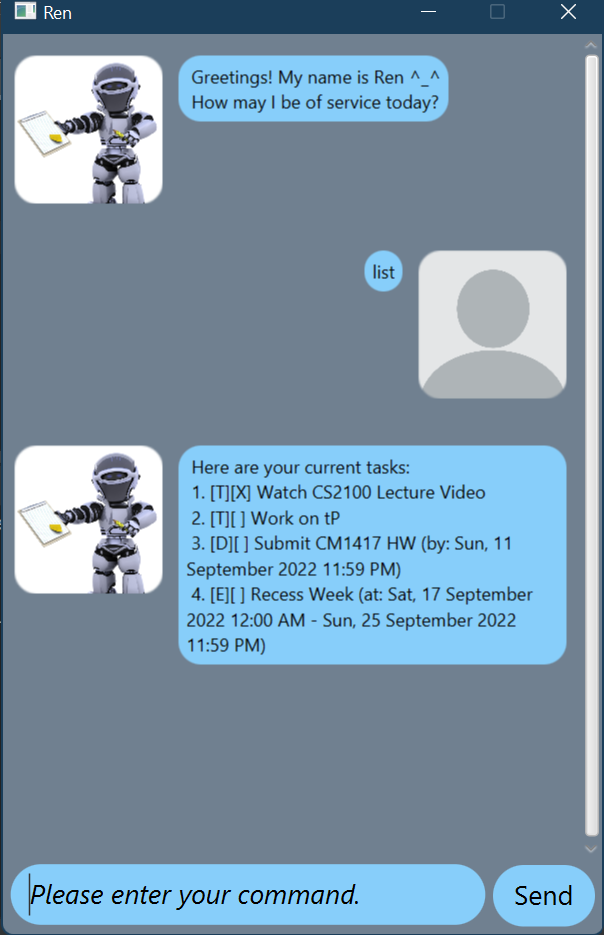 Ren
Greetings! My name is Ren ^_^
How may I be of service today?
list
Here are your current tasks:
1. [T][X] Watch CS2100 Lecture Video
2. [T][ ] Work on tP
3. [D][ ] Submit CM1417 HW (by: Sun, 11
September 2022 11:59 PM)
4. [E][ ] Recess Week (at: Sat, 17 September
2022 12:00 AM - Sun, 25 September 2022
11:59 PM)
Please enter your command.
Send